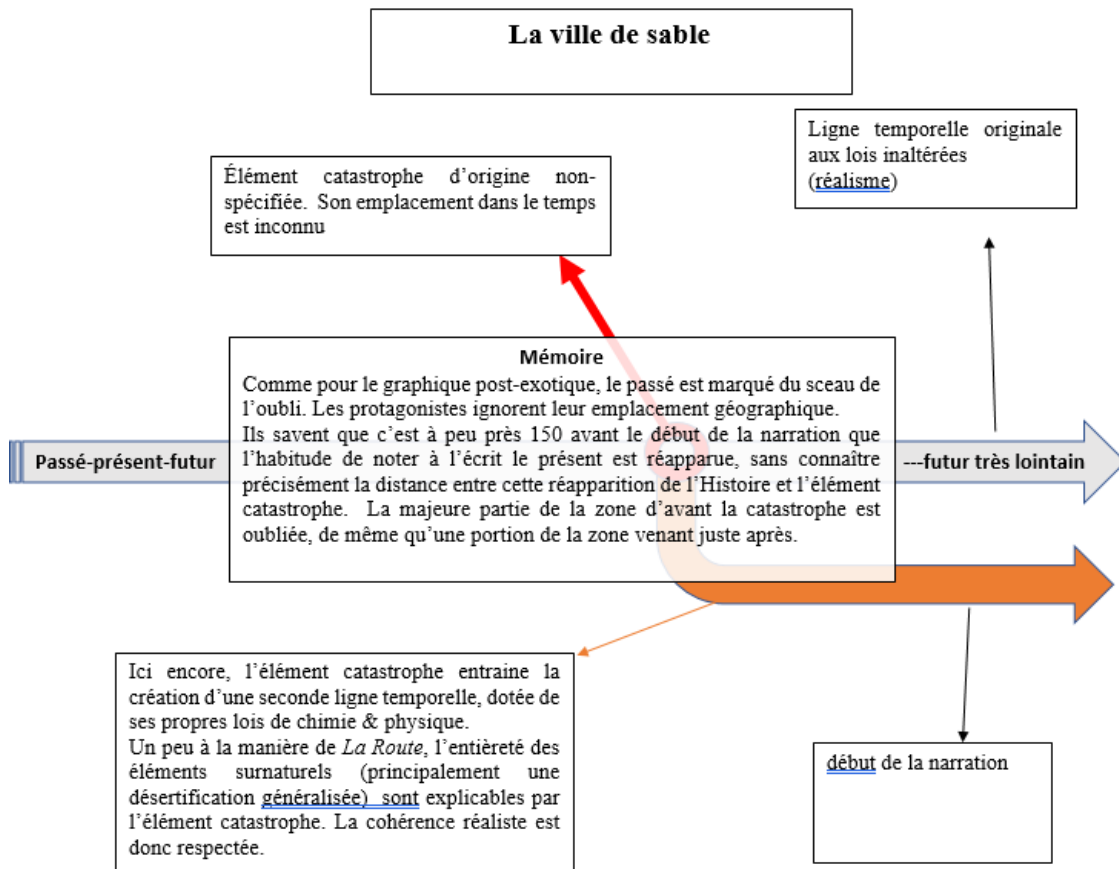 La ville de sable
Ligne temporelle originale
aux lois inaltérées
(réalisme)
Élément catastrophe d’origine non-
spécifiée. Son emplacement dans le temps
est inconnu
Mémoire
Comme pour le graphique post-exotique, le passé est marqué du sceau de
l’oubli. Les protagonistes ignorent leur emplacement géographique.
Ils savent que c’est à peu près 150 avant le début de la narration que
l’habitude de noter à l’écrit le présent est réapparue, sans connaître
précisément la distance entre cette réapparition de l’Histoire et l’élément
catastrophe. La majeure partie de la zone d’avant la catastrophe est
oubliée, de même qu’une portion de la zone venant juste après.
Passé-présent-futur
---futur très lointain
Ici encore, l’élément catastrophe entraine la
création d’une seconde ligne temporelle, dotée de
ses propres lois de chimie & physique.
Un peu à la manière de La Route, l’entièreté des
éléments surnaturels (principalement une
désertification généralisée) sont explicables par
l’élément catastrophe. La cohérence réaliste est
donc respectée.
début de la narration